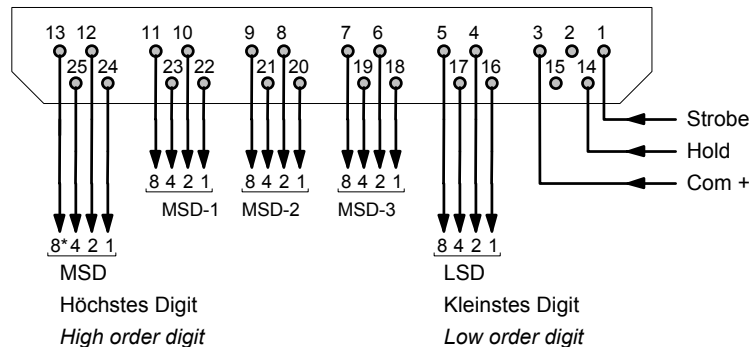 13 12 11 10 9 8 7 6 5 4 3 2 1
25 24 23 22 21 20 19 18 17 16 15 14
Strobe
Hold
Com +
8 4 2 1 8 4 2 1 8 4 2 1
MSD-1 MSD-2 MSD-3
8* 4 2 1 8 4 2 1
MSD LSD
Höchstes Digit Kleinstes Digit
High order digit Low order digit